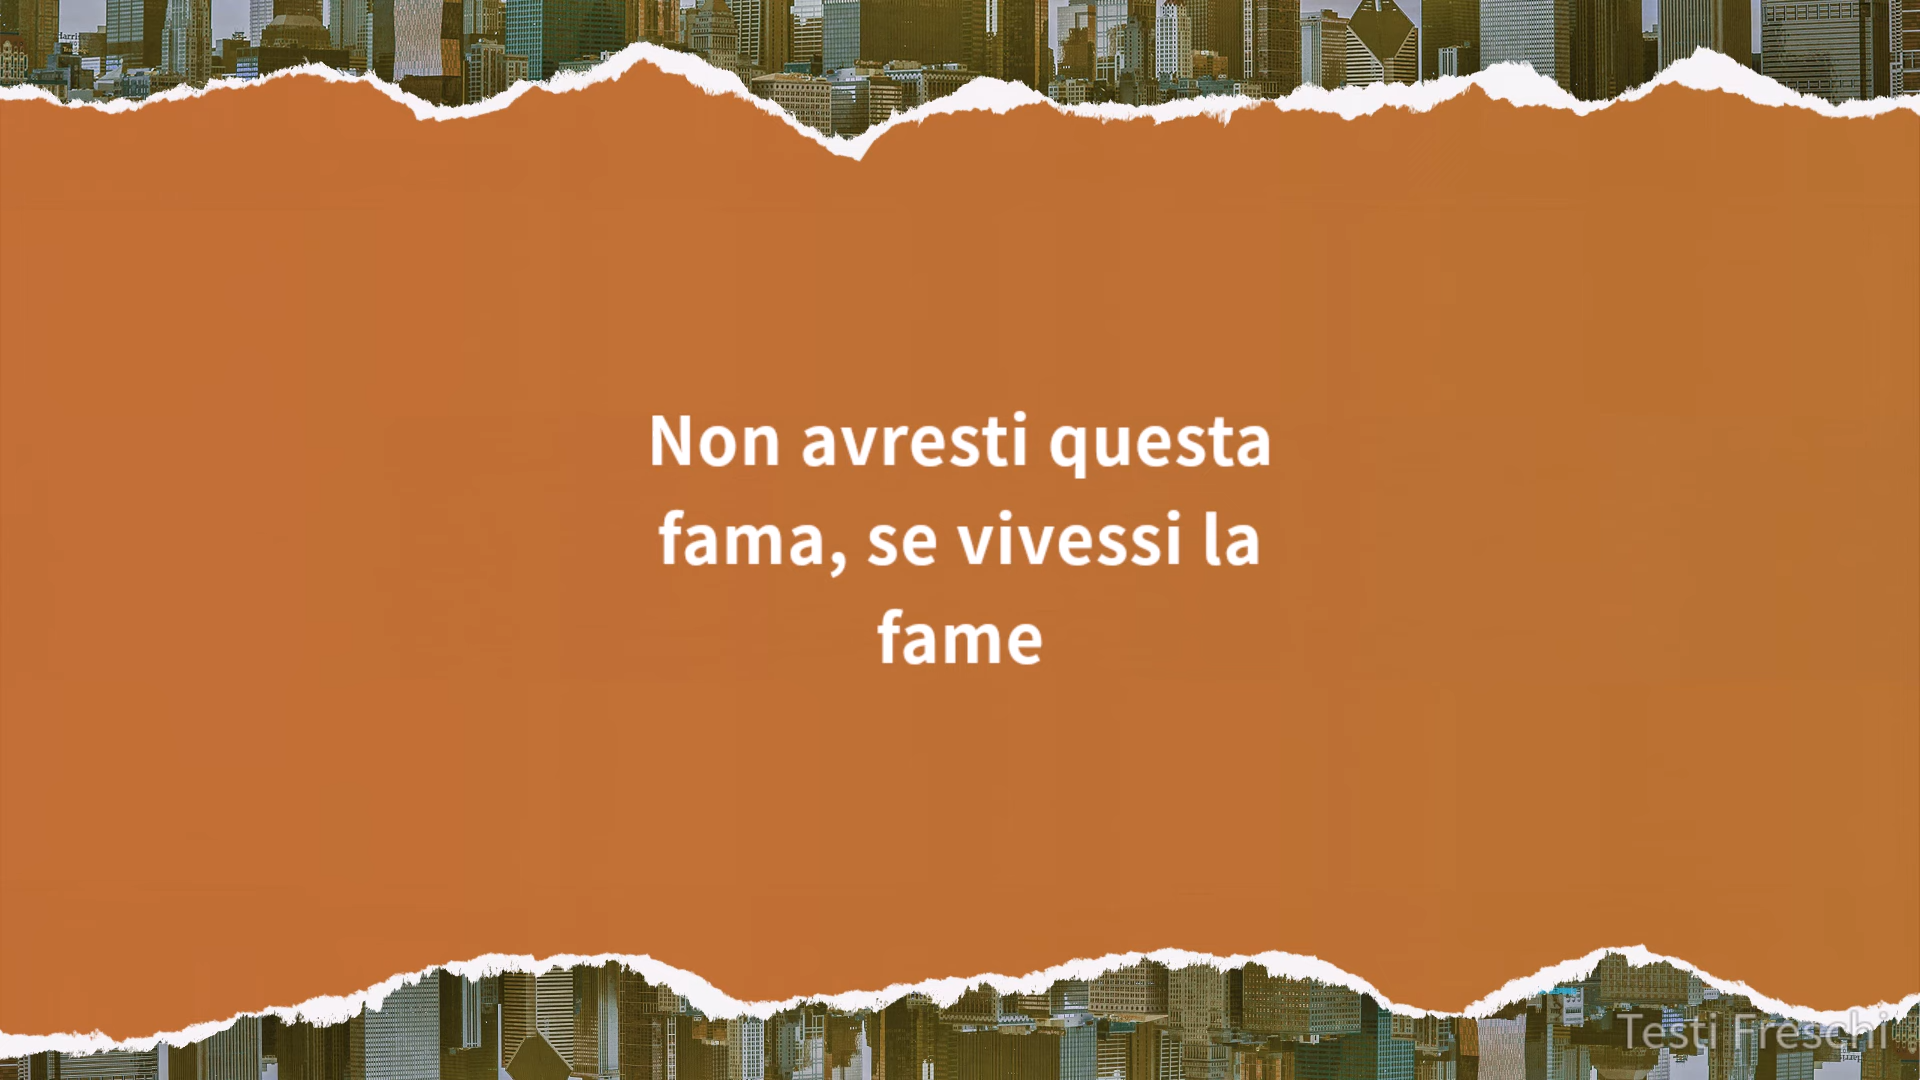 Non avresti questa
fama, se vivessi la
fame
Testi Freschi